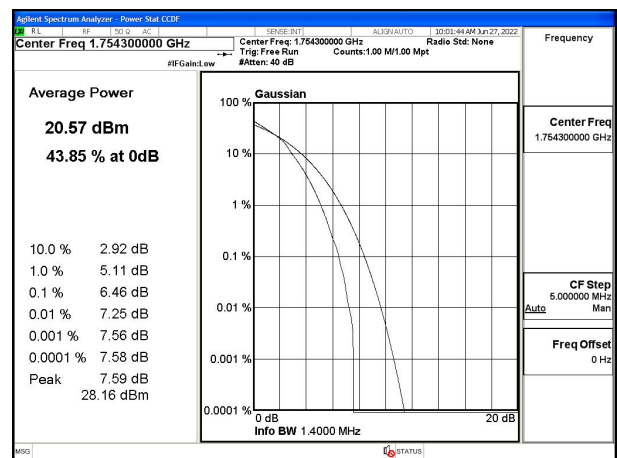 Agilent Spectrum Analyzer - Power Stat CCDF
RL RF 50 Ω AC SENSE:INT ALIGN AUTO 10:01:44 AM Jun 27, 2022
Center Freq 1.754300000 GHz
Center Freq: 1.754300000 GHz Radio Std: None
Trig: Free Run Counts:1.00 M/1.00 Mpt
#IFGain:Low #Atten: 40 dB
Frequency
Average Power
20.57 dBm
43.85 % at 0dB
10.0 % 2.92 dB
1.0 % 5.11 dB
0.1 % 6.46 dB
0.01 % 7.25 dB
0.001 % 7.56 dB
0.0001 % 7.58 dB
Peak 7.59 dB
28.16 dBm
Gaussian
100 %
10 %
1 %
0.1 %
0.01 %
0.001 %
0.0001 %
0 dB 20 dB
Info BW 1.4000 MHz
Center Freq
1.754300000 GHz
CF Step
5.000000 MHz
Auto Man
Freq Offset
0 Hz
MSG STATUS